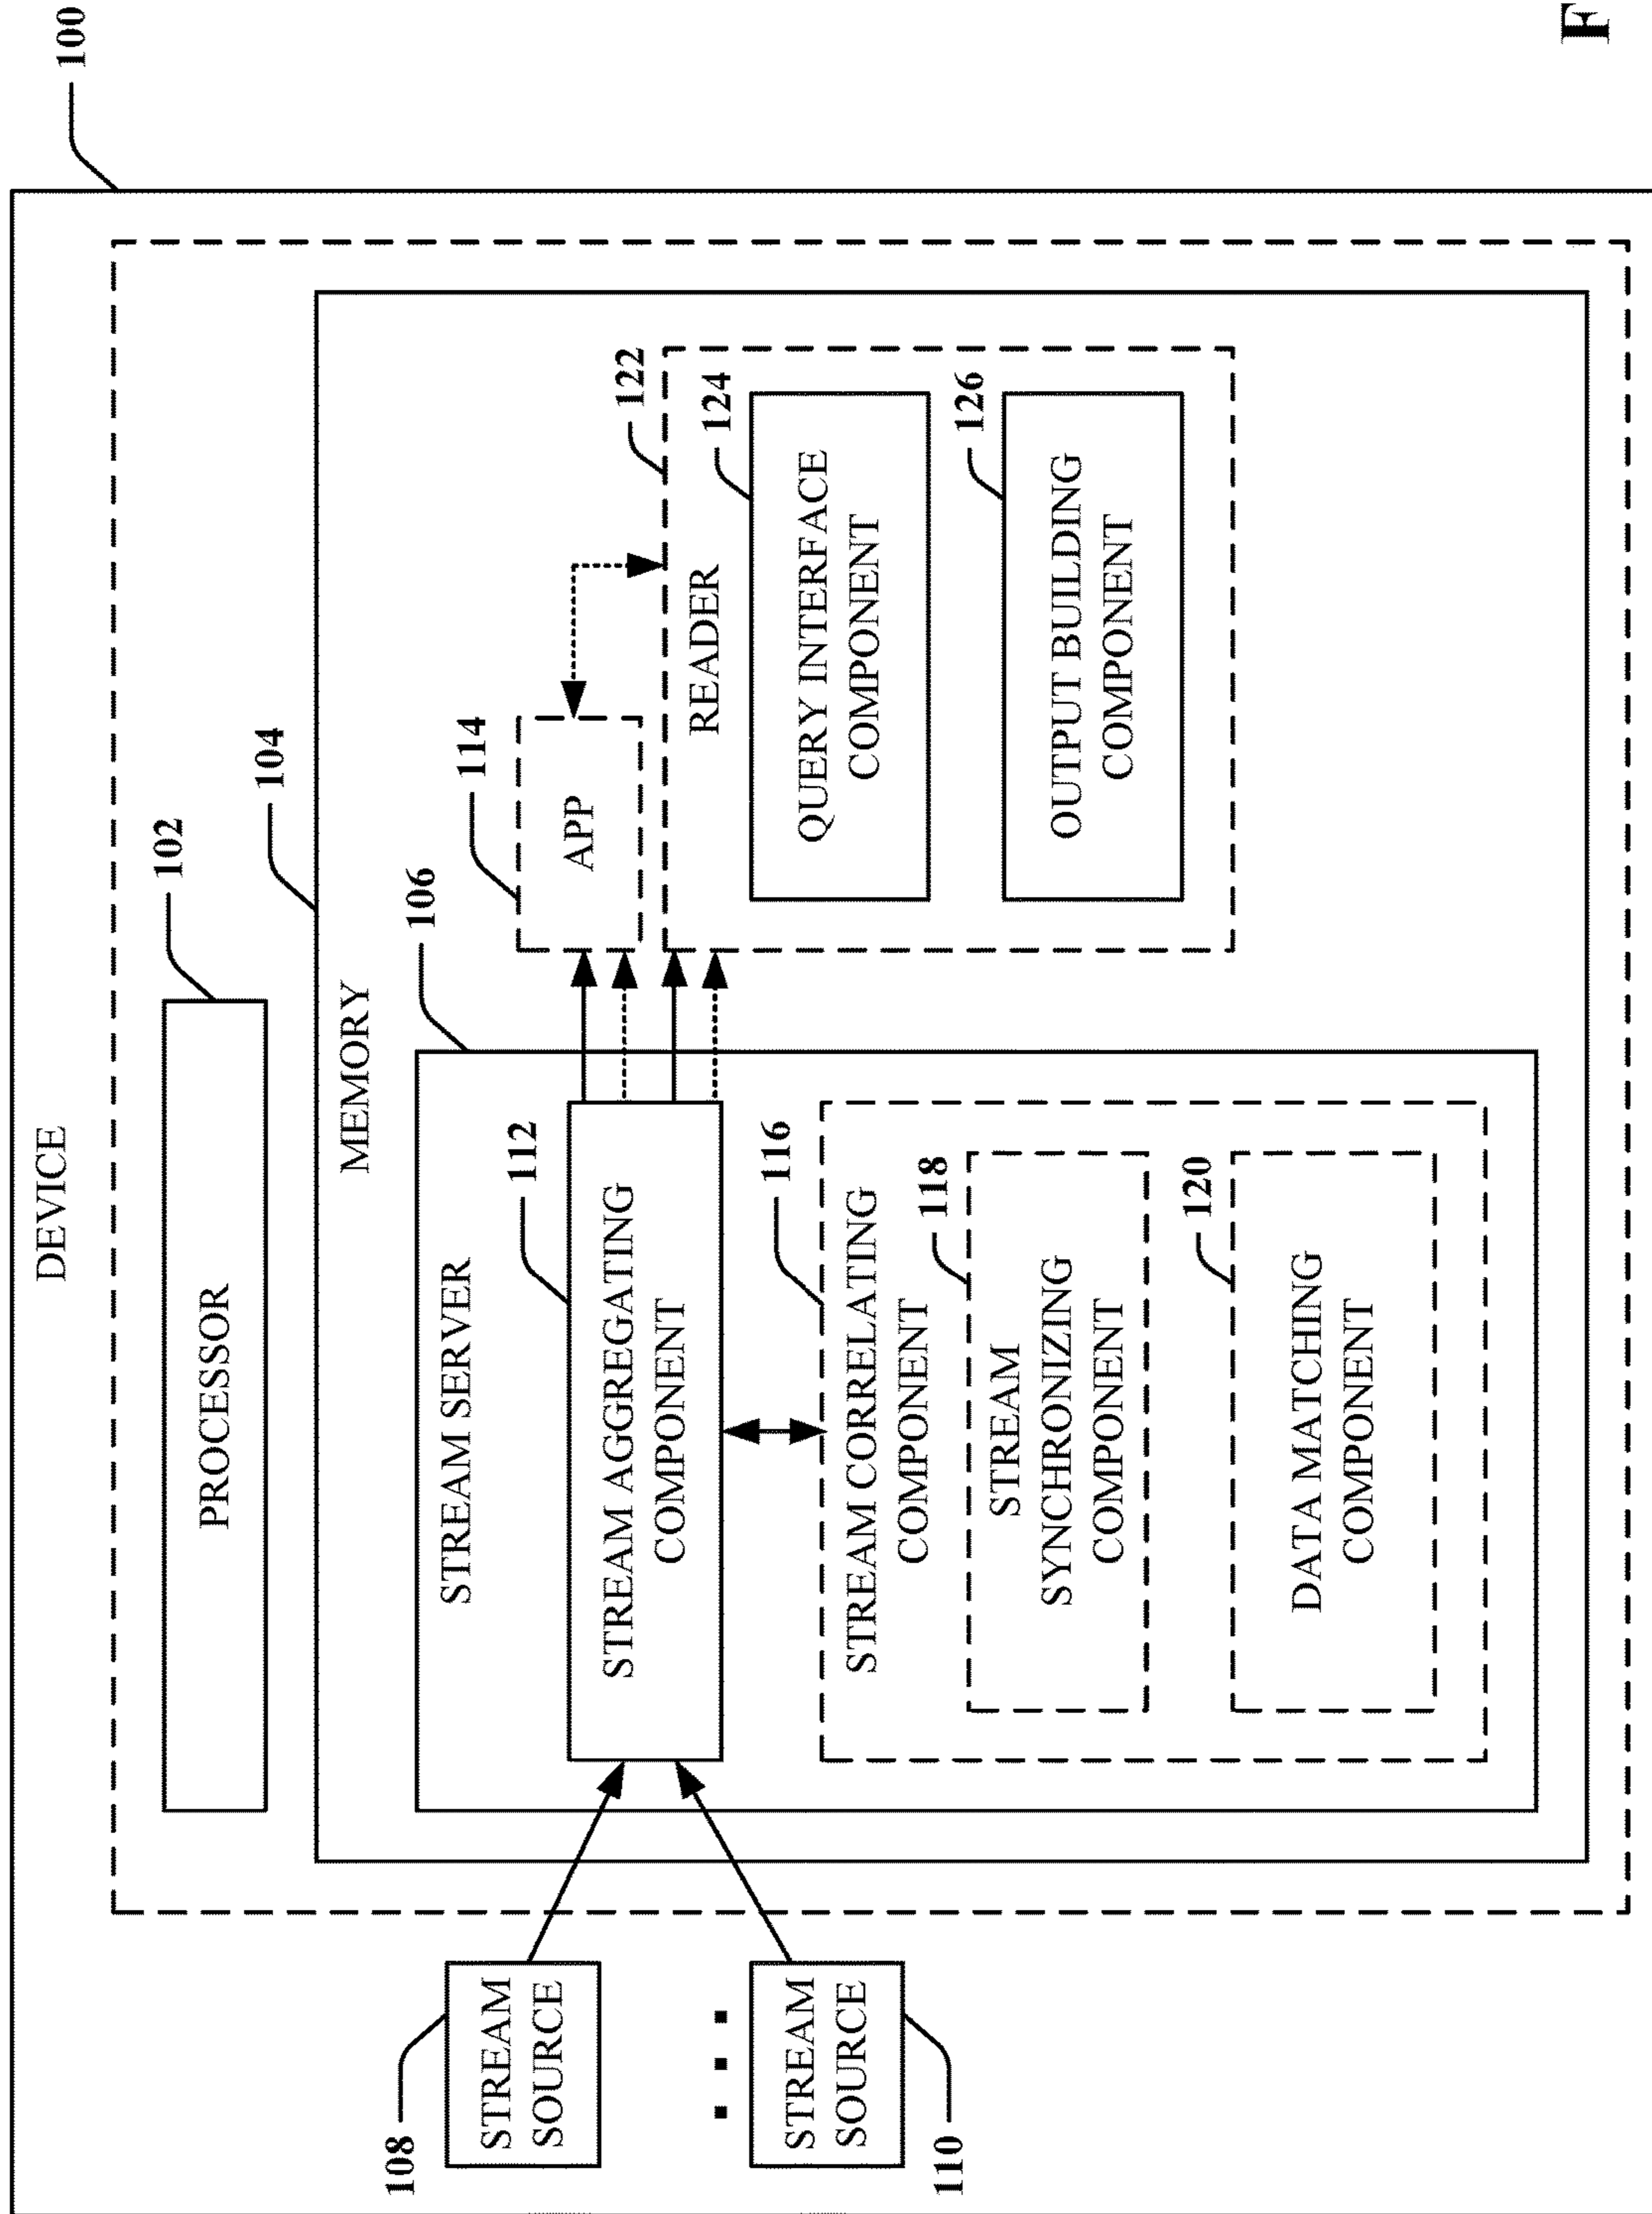 100
DEVICE
102
PROCESSOR
104
MEMORY
106
STREAM SERVER
108
STREAM
SOURCE
110
STREAM
SOURCE
112
STREAM AGGREGATING
COMPONENT
114
APP
116
STREAM CORRELATING
COMPONENT
118
STREAM
SYNCHRONIZING
COMPONENT
120
DATA MATCHING
COMPONENT
122
READER
124
QUERY INTERFACE
COMPONENT
126
OUTPUT BUILDING
COMPONENT
F